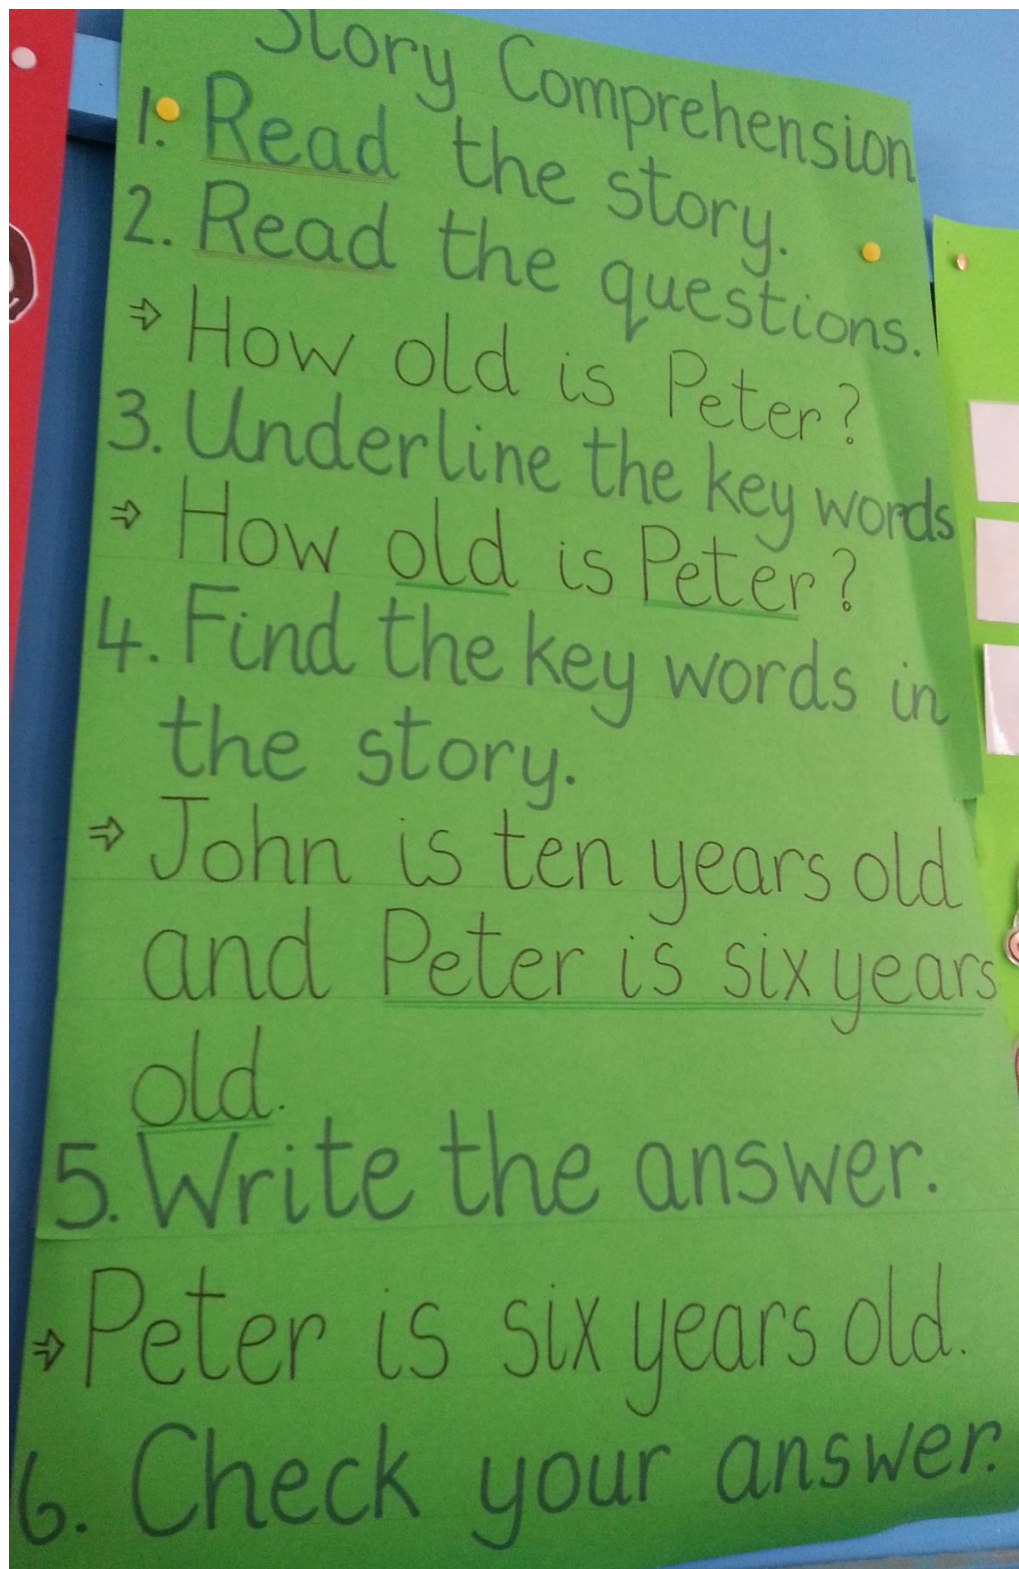 Story Comprehension
1. Read the story.
2. Read the questions.
⇒ How old is Peter?
3. Underline the key words
⇒ How old is Peter?
4. Find the key words in
the story.
⇒ John is ten years old
and Peter is six years
old.
5. Write the answer.
⇒ Peter is six years old.
6. Check your answer.